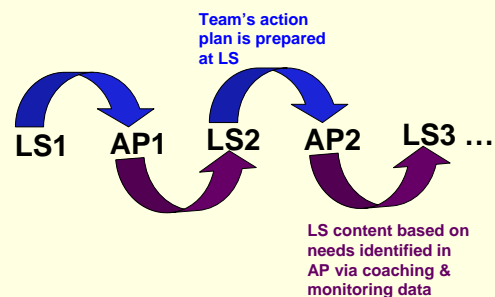 Team's action
plan is prepared
at LS
LS1 AP1 LS2 AP2 LS3 ...
LS content based on
needs identified in
AP via coaching &
monitoring data